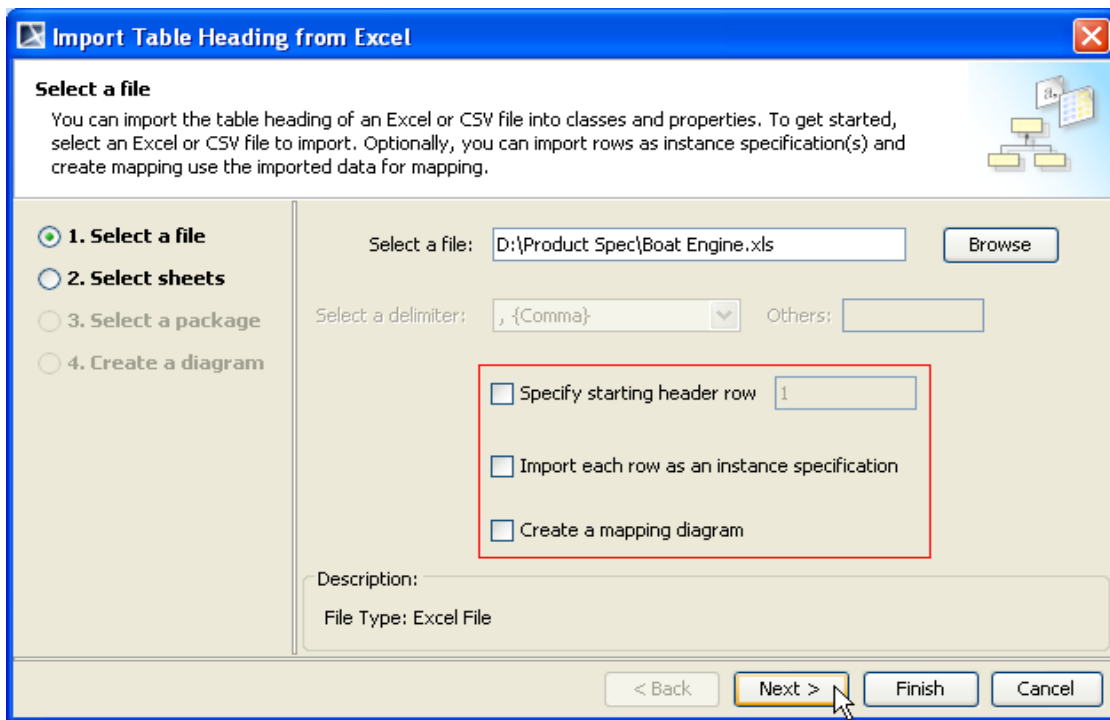 Import Table Heading from Excel
Select a file
You can import the table heading of an Excel or CSV file into classes and properties. To get started,
select an Excel or CSV file to import. Optionally, you can import rows as instance specification(s) and
create mapping use the imported data for mapping.
a,
1. Select a file
2. Select sheets
3. Select a package
4. Create a diagram
Select a file: D:\Product Spec\Boat Engine.xls Browse
Select a delimiter: , {Comma} Others:
Specify starting header row 1
Import each row as an instance specification
Create a mapping diagram
Description:
File Type: Excel File
< Back Next > Finish Cancel